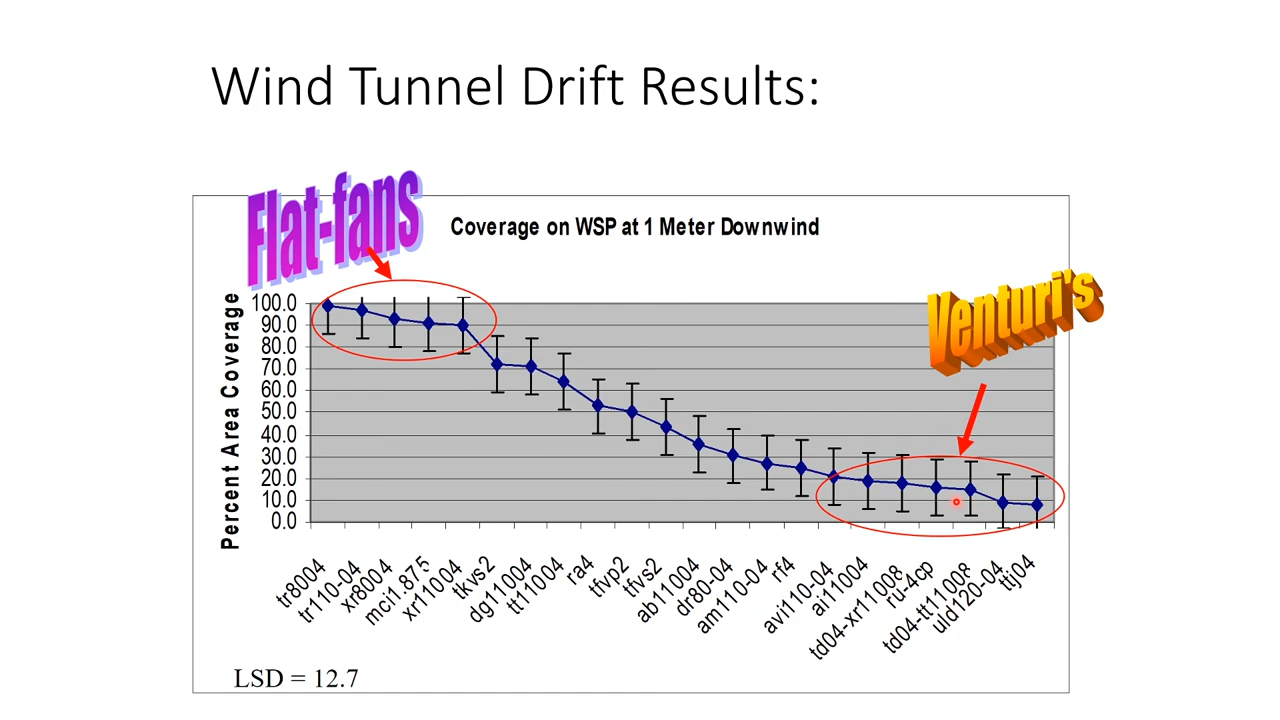 Wind Tunnel Drift Results:
Flat-fans
Coverage on WSP at 1 Meter Downwind
Venturi's
Percent Area Coverage
100.0
90.0
80.0
70.0
60.0
50.0
40.0
30.0
20.0
10.0
0.0
tr8004
tr110-04
xr8004
mci1.875
xr11004
tkvs2
dg11004
tt11004
ra4
tfvp2
tfvs2
ab11004
dr80-04
am110-04
rf4
avi110-04
ai11004
td04-xr11008
ru-4cp
td04-tt11008
uld120-04
ttj04
LSD = 12.7